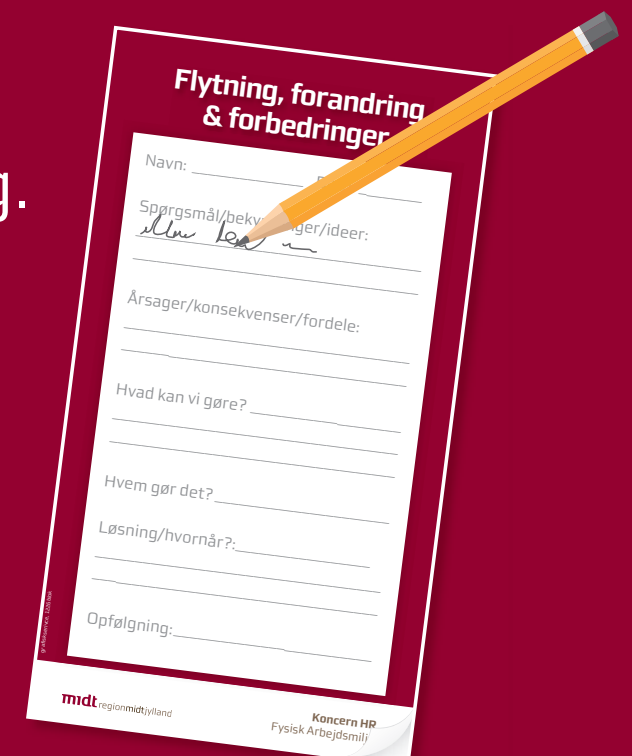 g.
Flytning, forandring
& forbedringer
Navn:
Spørgsmål/bekymringer/ideer:
Årsager/konsekvenser/fordele:
Hvad kan vi gøre?
Hvem gør det?
Løsning/hvornår?:
Opfølgning:
midt regionmidtjylland
Koncern HR
Fysisk Arbejdsmiljø